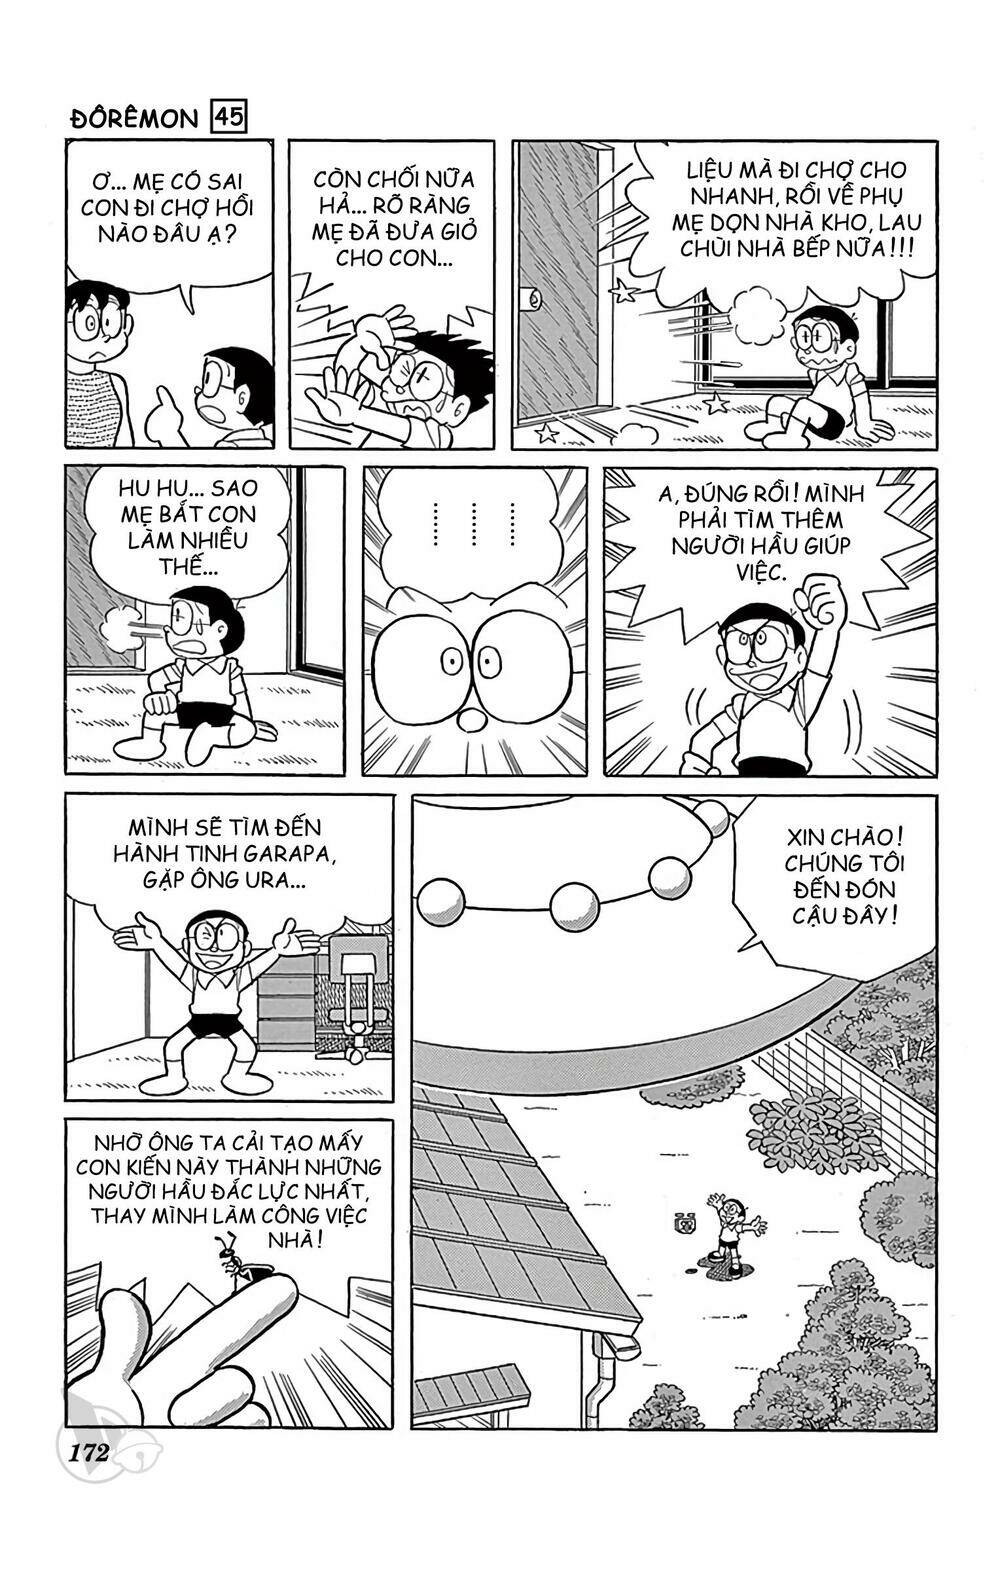 ĐÔRÊMON 45
Ơ... MẸ CÓ SAI
CON ĐI CHỢ HỒI
NÀO ĐÂU Ạ?
CÒN CHỐI NỮA
HẢ... RÕ RÀNG
MẸ ĐÃ ĐƯA GIỎ
CHO CON...
LIỆU MÀ ĐI CHỢ CHO
NHANH, RỒI VỀ PHỤ
MẸ DỌN NHÀ KHO, LAU
CHÙI NHÀ BẾP NỮA!!!
HU HU... SAO
MẸ BẮT CON
LÀM NHIỀU
THẾ...
A, ĐÚNG RỒI! MÌNH
PHẢI TÌM THÊM
NGƯỜI HẦU GIÚP
VIỆC.
MÌNH SẼ TÌM ĐẾN
HÀNH TINH GARAPA,
GẶP ÔNG URA...
XIN CHÀO!
CHÚNG TÔI
ĐẾN ĐÓN
CẬU ĐÂY!
NHỜ ÔNG TA CẢI TẠO MẤY
CON KIẾN NÀY THÀNH NHỮNG
NGƯỜI HẦU ĐẮC LỰC NHẤT,
THAY MÌNH LÀM CÔNG VIỆC
NHÀ!
172